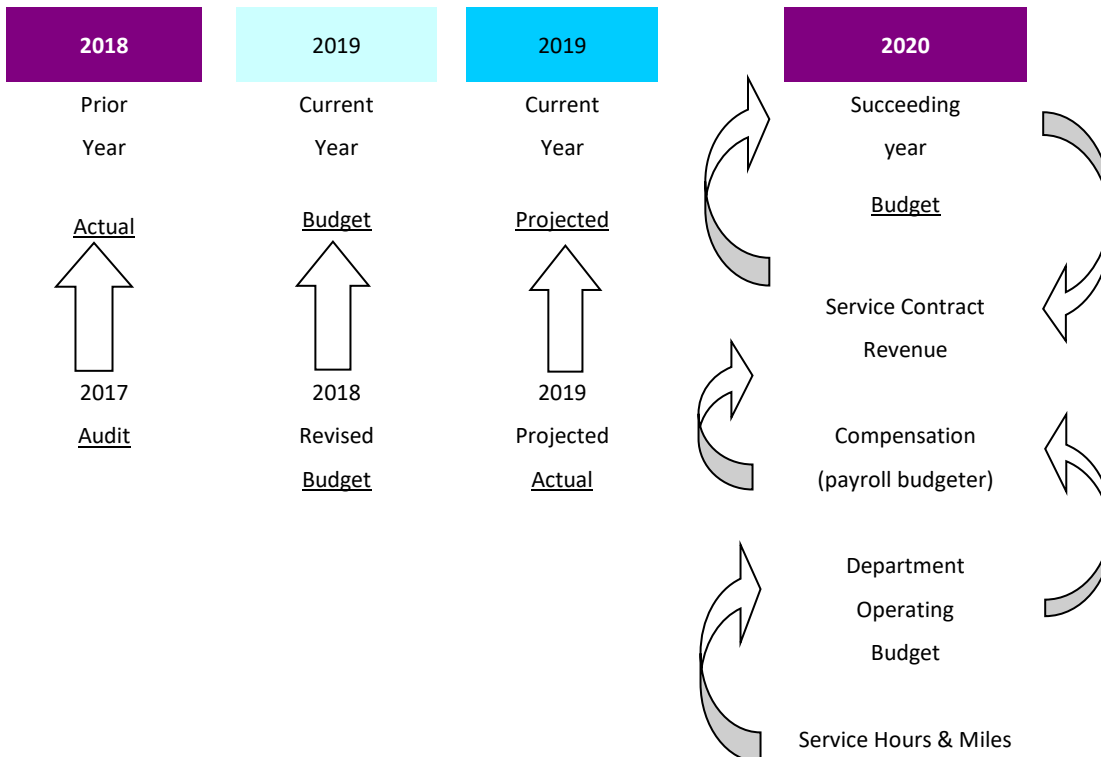 2018
Prior
Year
Actual
2017
Audit
2019
Current
Year
Budget
2018
Revised
Budget
2019
Current
Year
Projected
2019
Projected
Actual
2020
Succeeding
year
Budget
Service Contract
Revenue
Compensation
(payroll budgeter)
Department
Operating
Budget
Service Hours & Miles